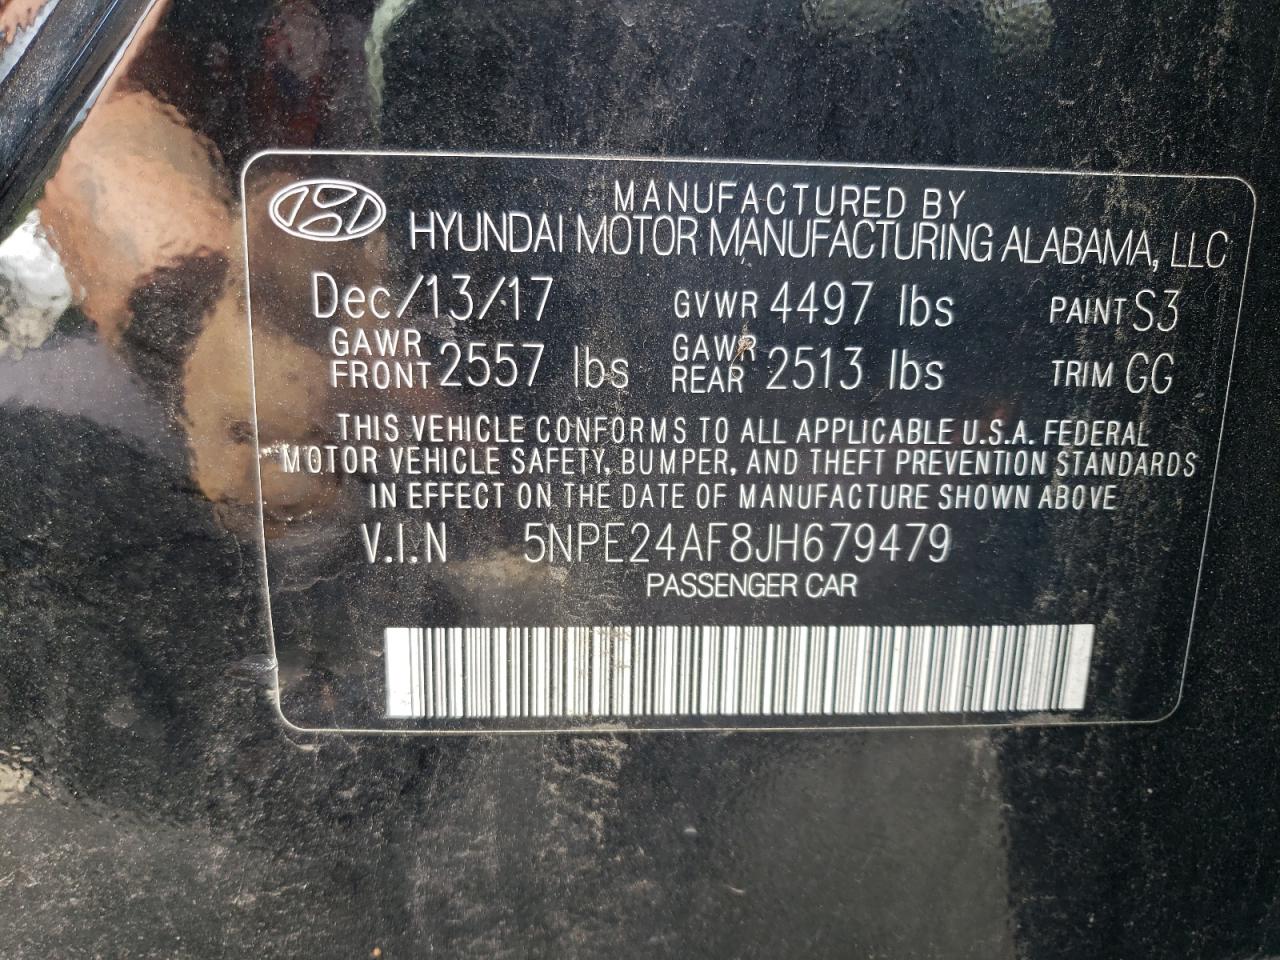 MANUFACTURED BY
HYUNDAI MOTOR MANUFACTURING ALABAMA, LLC
Dec/13/17 GVWR 4497 lbs PAINT S3
GAWR FRONT 2557 lbs GAWR REAR 2513 lbs TRIM GG
THIS VEHICLE CONFORMS TO ALL APPLICABLE U.S.A. FEDERAL
MOTOR VEHICLE SAFETY, BUMPER, AND THEFT PREVENTION STANDARDS
IN EFFECT ON THE DATE OF MANUFACTURE SHOWN ABOVE
V.I.N 5NPE24AF8JH679479
PASSENGER CAR